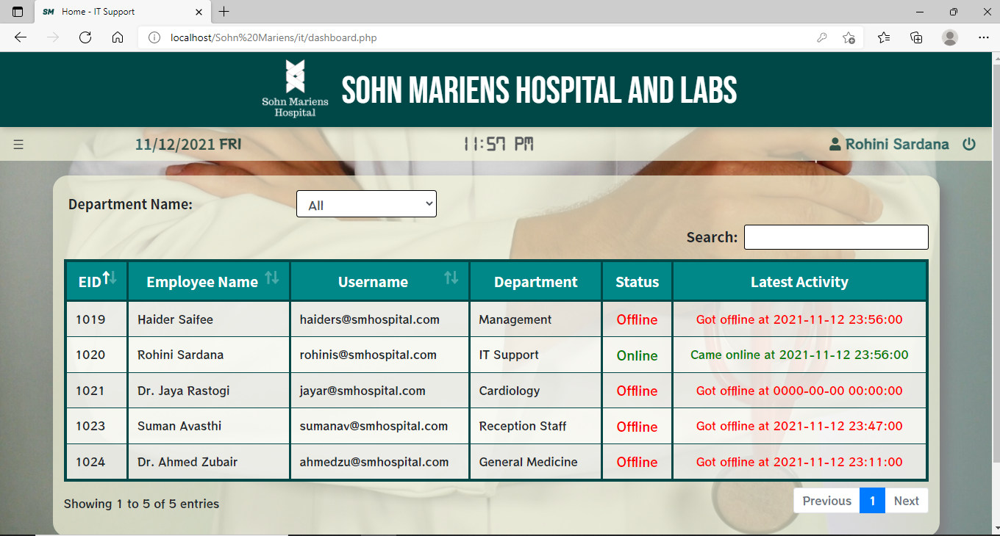 SM Home - IT Support
localhost/Sohn%20Mariens/it/dashboard.php
Sohn Mariens
Hospital
SOHN MARIENS HOSPITAL AND LABS
11/12/2021 FRI 11:57 PM Rohini Sardana
Department Name: All
Search:
EID Employee Name Username Department Status Latest Activity
1019 Haider Saifee haiders@smhospital.com Management Offline Got offline at 2021-11-12 23:56:00
1020 Rohini Sardana rohinis@smhospital.com IT Support Online Came online at 2021-11-12 23:56:00
1021 Dr. Jaya Rastogi jayar@smhospital.com Cardiology Offline Got offline at 0000-00-00 00:00:00
1023 Suman Avasthi sumanav@smhospital.com Reception Staff Offline Got offline at 2021-11-12 23:47:00
1024 Dr. Ahmed Zubair ahmedzu@smhospital.com General Medicine Offline Got offline at 2021-11-12 23:11:00
Showing 1 to 5 of 5 entries Previous 1 Next